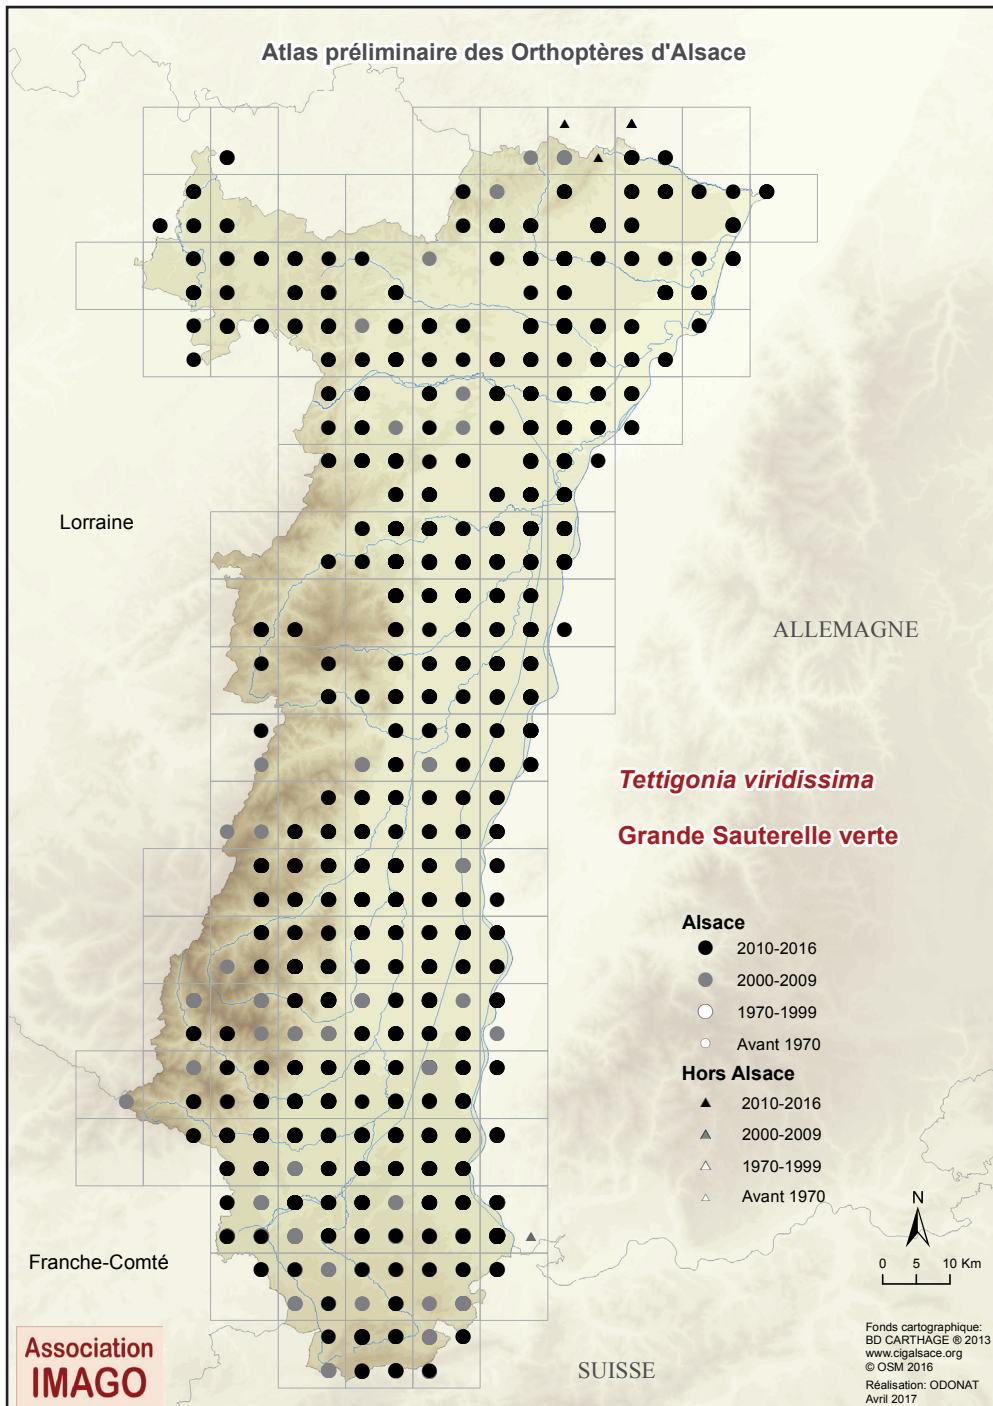 Atlas préliminaire des Orthoptères d'Alsace
Lorraine
ALLEMAGNE
Tettigonia viridissima
Grande Sauterelle verte
Alsace
2010-2016
2000-2009
1970-1999
Avant 1970
Hors Alsace
2010-2016
2000-2009
1970-1999
Avant 1970
N
0 5 10 Km
Franche-Comté
SUISSE
Association
IMAGO
Fonds cartographique:
BD CARTHAGE ® 2013
www.cigalsace.org
© OSM 2016
Réalisation: ODONAT
Avril 2017